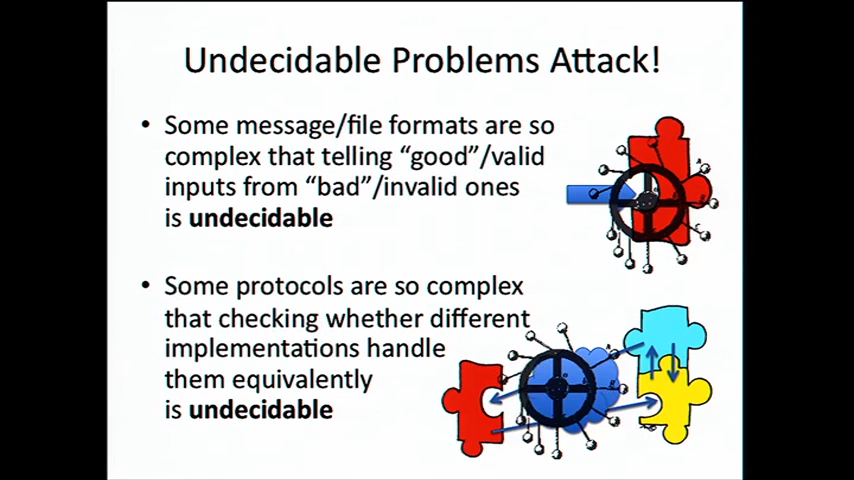 Undecidable Problems Attack!
• Some message/file formats are so
complex that telling “good”/valid
inputs from “bad”/invalid ones
is undecidable
• Some protocols are so complex
that checking whether different
implementations handle
them equivalently
is undecidable